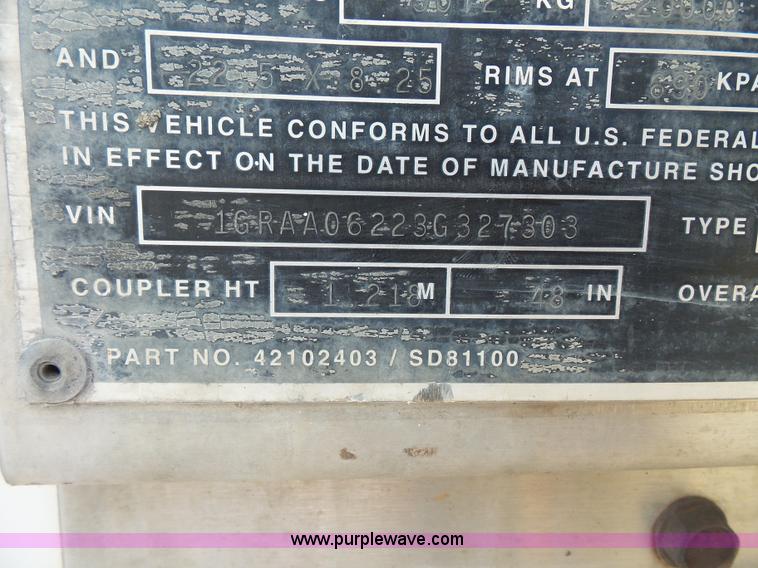 KG
AND 22.5 X 8.25 RIMS AT 690 KPA
THIS VEHICLE CONFORMS TO ALL U.S. FEDERAL
IN EFFECT ON THE DATE OF MANUFACTURE SHO
VIN 1GRAA06223G327303 TYPE
COUPLER HT 1.218 M 48 IN OVERA
PART NO. 42102403 / SD81100
www.purplewave.com